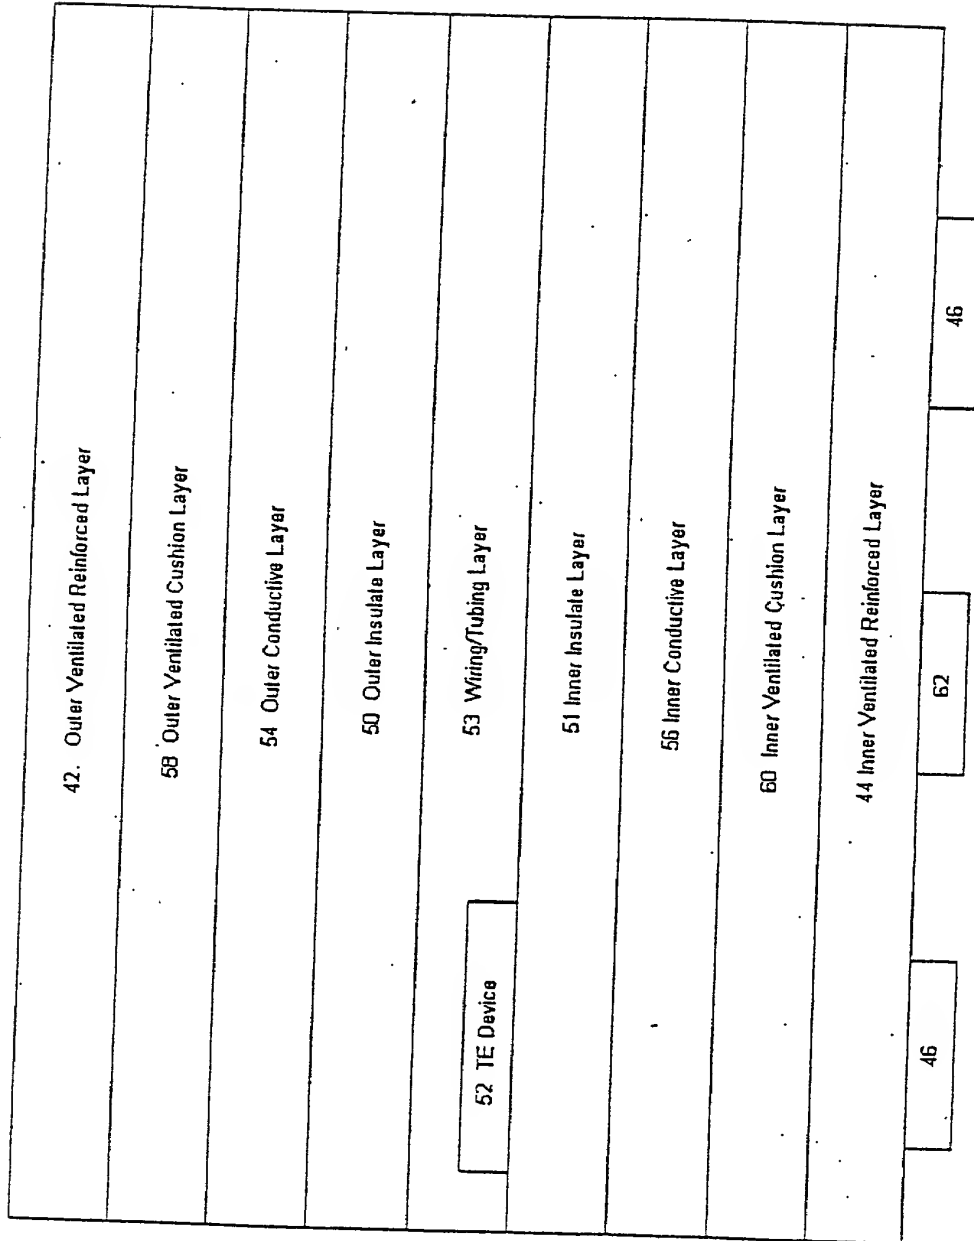 42. Outer Ventilated Reinforced Layer
58 Outer Ventilated Cushion Layer
54 Outer Conductive Layer
50 Outer Insulate Layer
53 Wiring/Tubing Layer
52 TE Device
51 Inner Insulate Layer
56 Inner Conductive Layer
60 Inner Ventilated Cushion Layer
44 Inner Ventilated Reinforced Layer
46
62
46